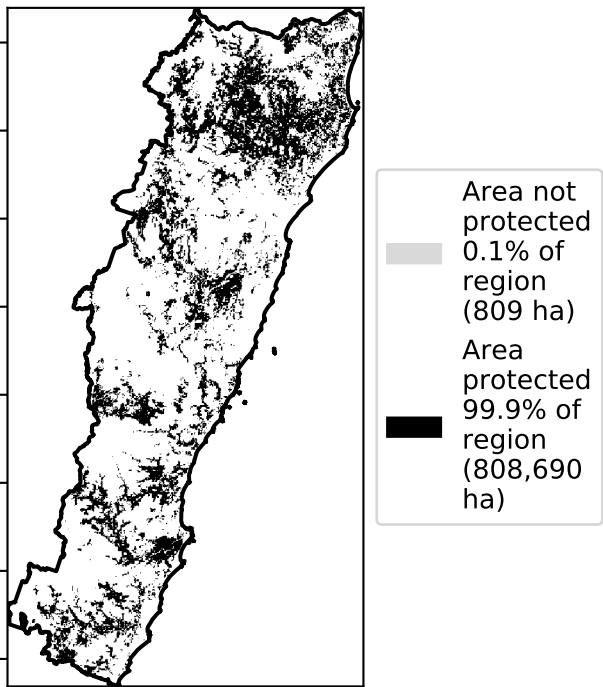 Area not
protected
0.1% of
region
(809 ha)
Area
protected
99.9% of
region
(808,690
ha)